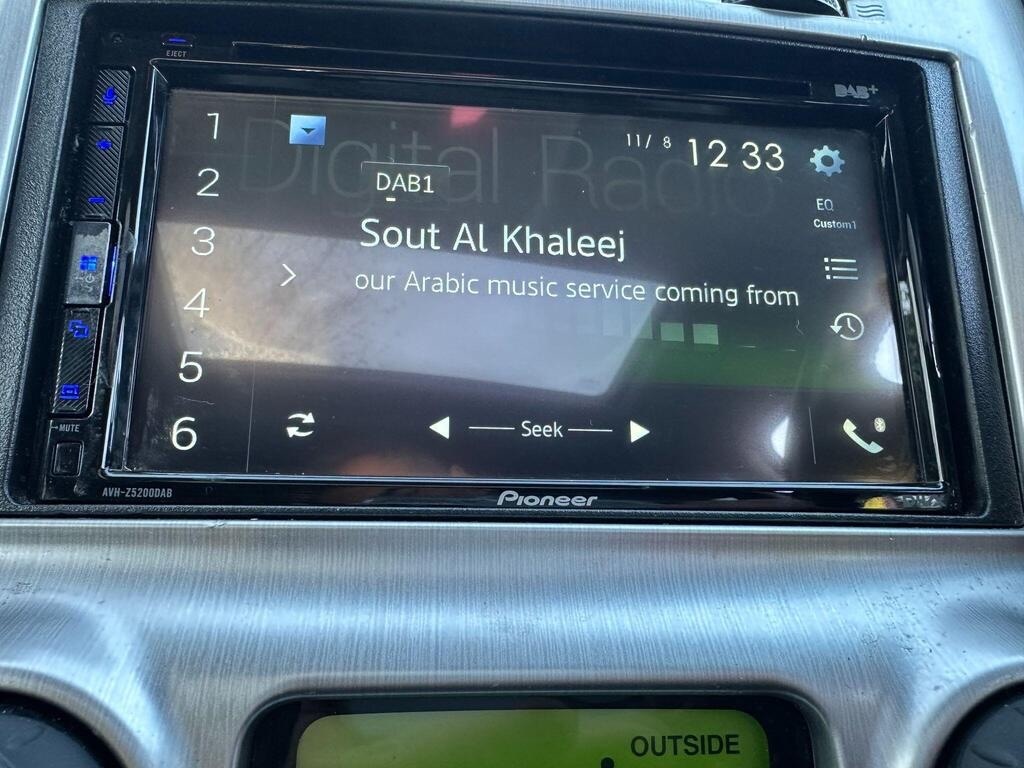 EJECT
DAB+
Digital Radio
1
2
3
4
5
6
11/ 8 12 33
DAB1
EQ
Custom1
Sout Al Khaleej
our Arabic music service coming from
Seek
MUTE
AVH-Z5200DAB
Pioneer
OUTSIDE